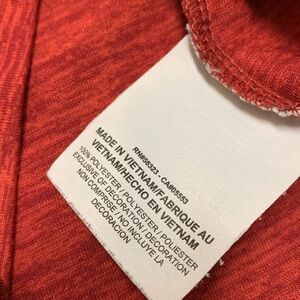 RN#56323 - CA#05553
MADE IN VIETNAM/FABRIQUE AU
VIETNAM/HECHO EN VIETNAM
100% POLYESTER / POLYESTER / POLIESTER
EXCLUSIVE OF DECORATION / DECORATION
NON COMPRISE / NO INCLUYE LA
DECORACION